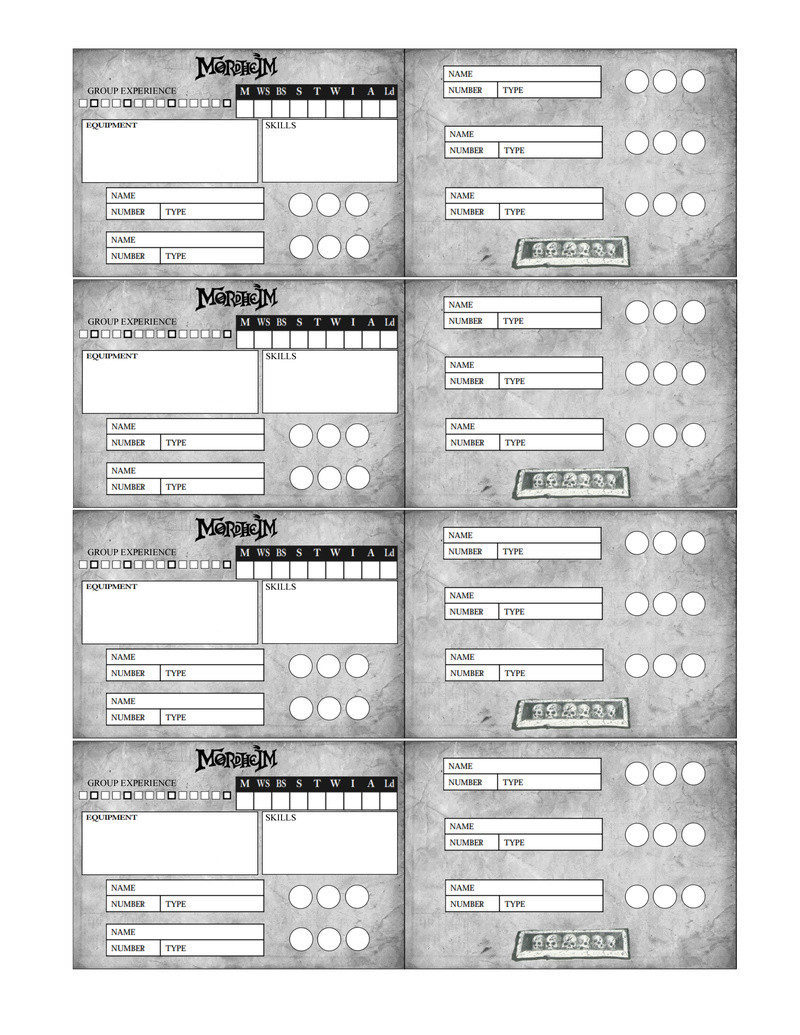 MORDHEIM
GROUP EXPERIENCE
M WS BS S T W I A Ld
EQUIPMENT
SKILLS
NAME
NUMBER TYPE
NAME
NUMBER TYPE
NAME
NUMBER TYPE
NAME
NUMBER TYPE
NAME
NUMBER TYPE
MORDHEIM
GROUP EXPERIENCE
M WS BS S T W I A Ld
EQUIPMENT
SKILLS
NAME
NUMBER TYPE
NAME
NUMBER TYPE
NAME
NUMBER TYPE
NAME
NUMBER TYPE
NAME
NUMBER TYPE
MORDHEIM
GROUP EXPERIENCE
M WS BS S T W I A Ld
EQUIPMENT
SKILLS
NAME
NUMBER TYPE
NAME
NUMBER TYPE
NAME
NUMBER TYPE
NAME
NUMBER TYPE
NAME
NUMBER TYPE
MORDHEIM
GROUP EXPERIENCE
M WS BS S T W I A Ld
EQUIPMENT
SKILLS
NAME
NUMBER TYPE
NAME
NUMBER TYPE
NAME
NUMBER TYPE
NAME
NUMBER TYPE
NAME
NUMBER TYPE